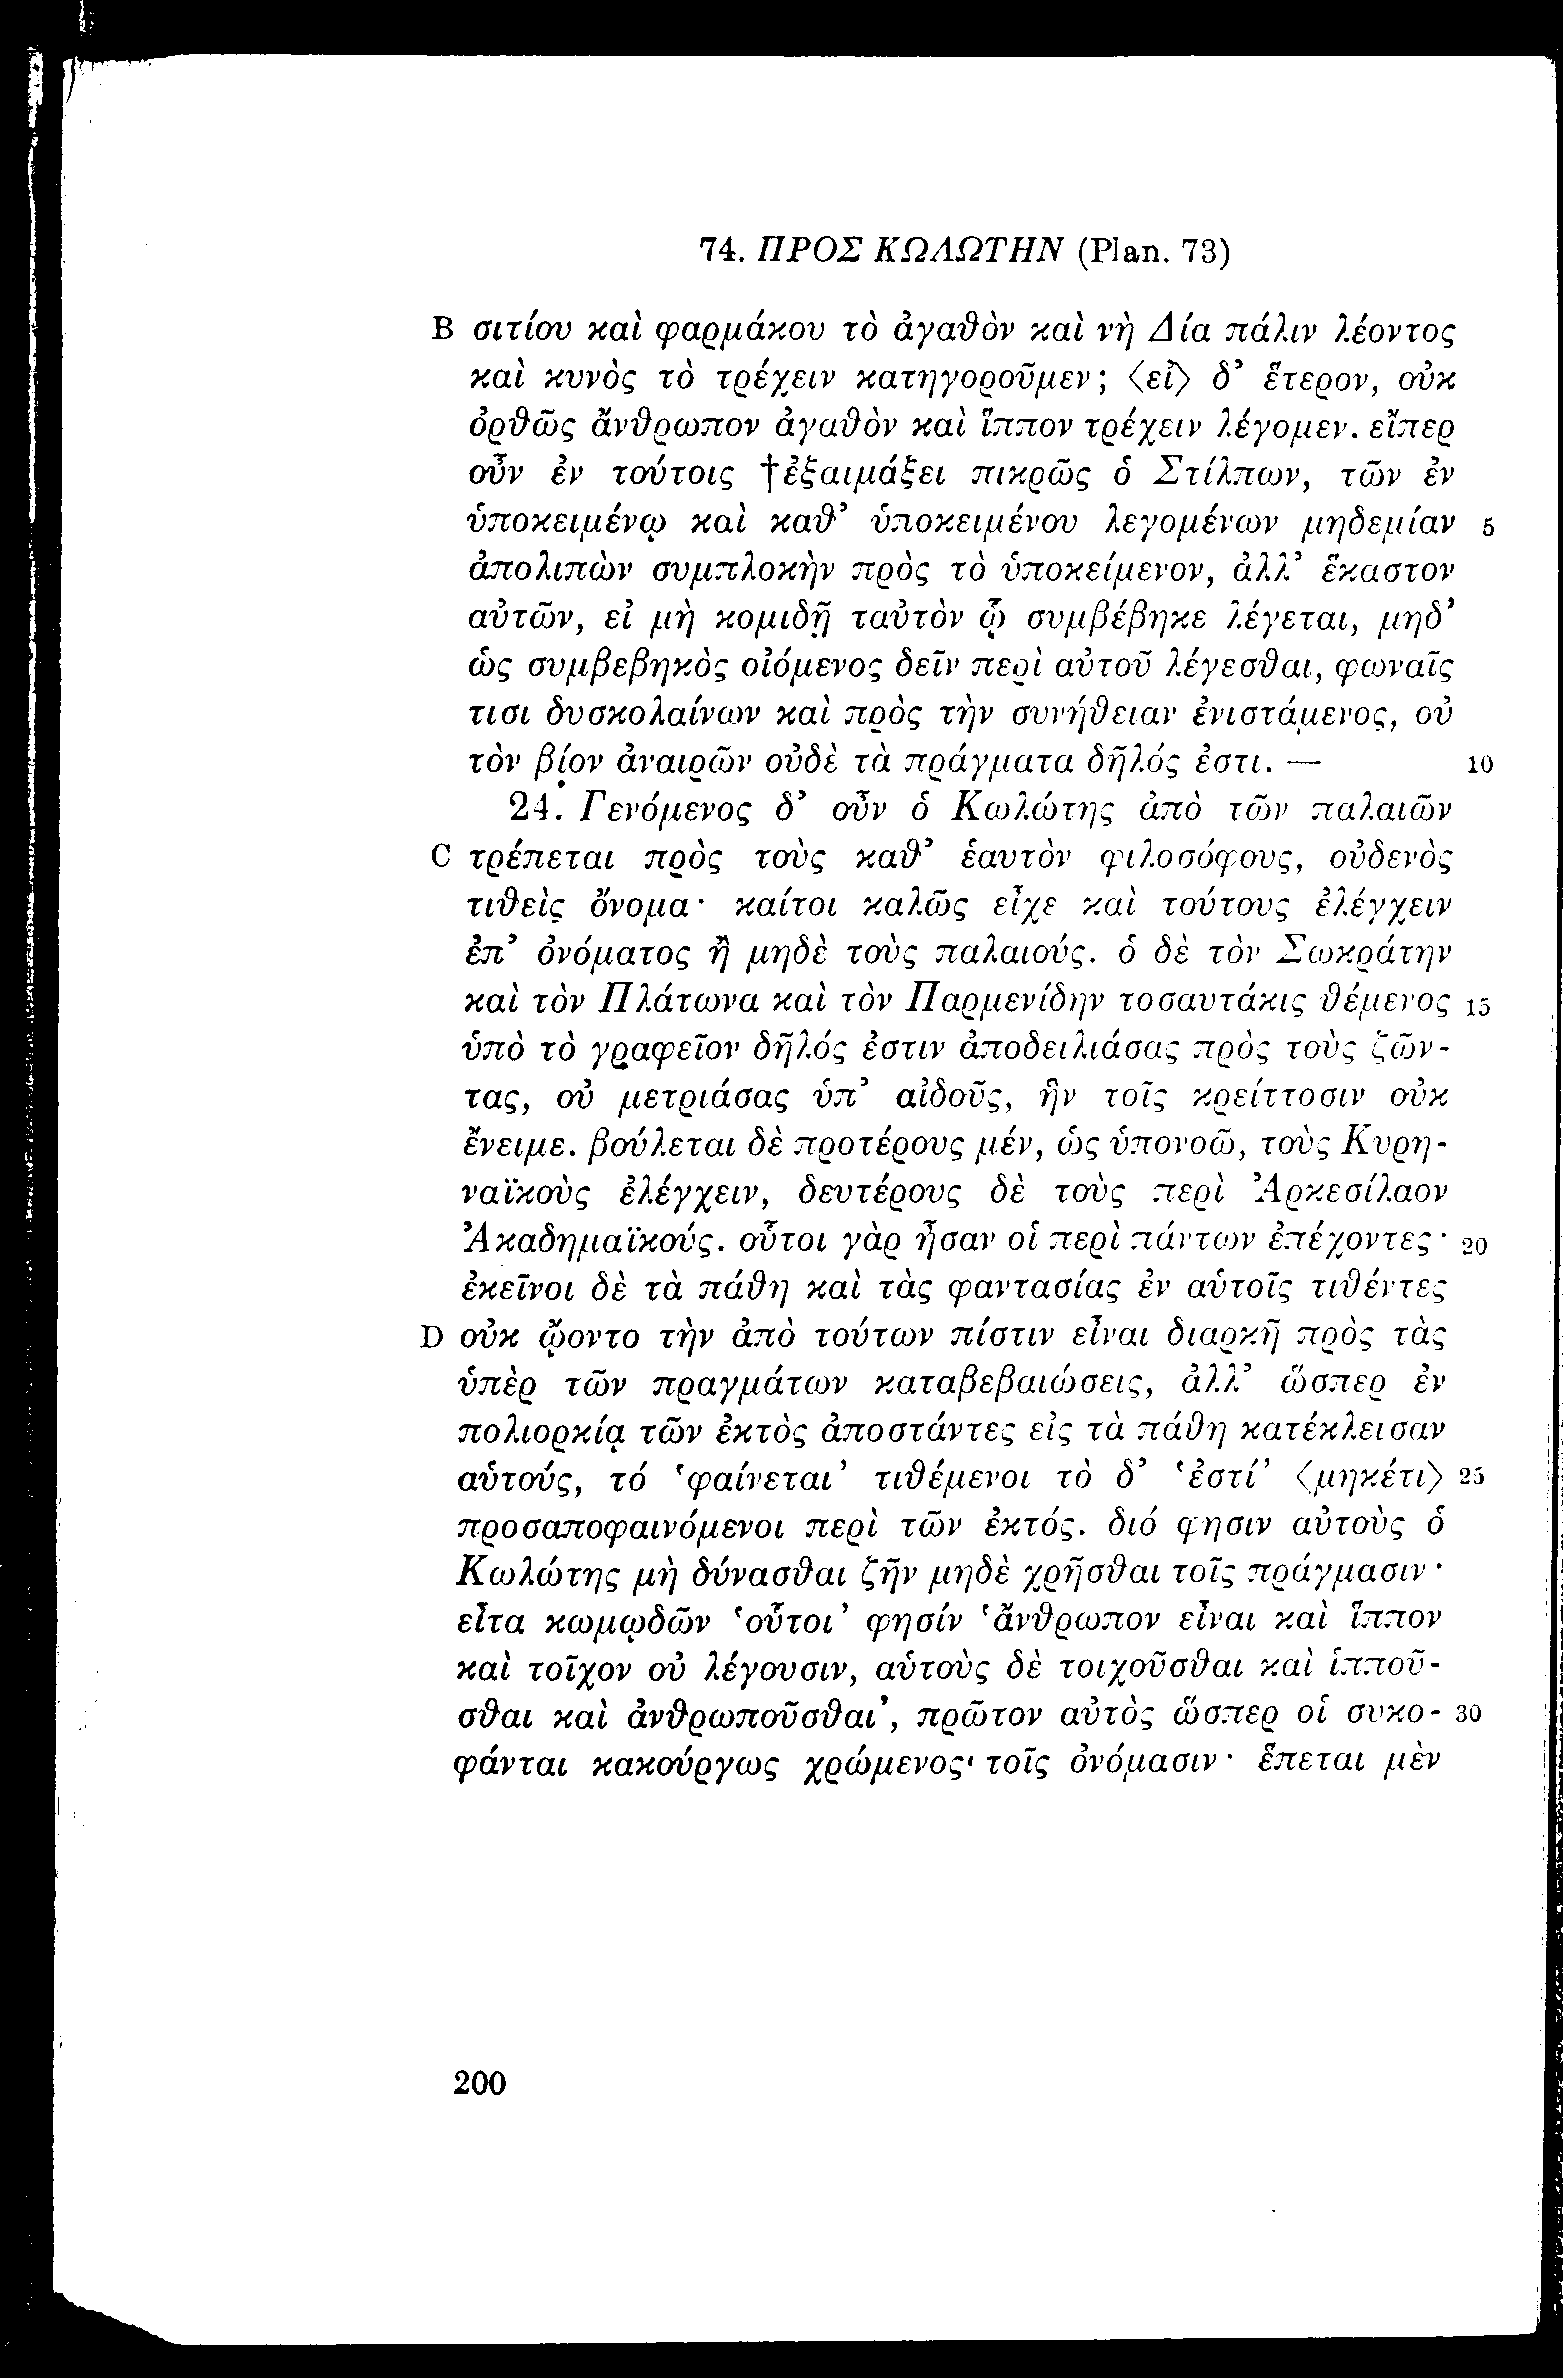 74. ΠΡΟΣ ΚΩΛΩΤΗΝ (Plan. 73)
B σιτίου καὶ φαρμάκου τὸ ἀγαθὸν καὶ νὴ Δία πάλιν λέοντος
καὶ κυνὸς τὸ τρέχειν κατηγοροῦμεν; ⟨εἰ⟩ δ’ ἕτερον, οὐκ
ὀρθῶς ἄνθρωπον ἀγαθὸν καὶ ἵππον τρέχειν λέγομεν. εἴπερ
οὖν ἐν τούτοις †ἐξαιμάξει πικρῶς ὁ Στίλπων, τῶν ἐν
ὑποκειμένῳ καὶ καθ’ ὑποκειμένου λεγομένων μηδεμίαν 5
ἀπολιπὼν συμπλοκὴν πρὸς τὸ ὑποκείμενον, ἀλλ’ ἕκαστον
αὐτῶν, εἰ μὴ κομιδῇ ταὐτὸν ᾧ συμβέβηκε λέγεται, μηδ’
ὡς συμβεβηκὸς οἰόμενος δεῖν περὶ αὐτοῦ λέγεσθαι, φωναῖς
τισι δυσκολαίνων καὶ πρὸς τὴν συνήθειαν ἐνιστάμενος, οὐ
τὸν βίον ἀναιρῶν οὐδὲ τὰ πράγματα δῆλός ἐστι. — 10
24. Γενόμενος δ’ οὖν ὁ Κωλώτης ἀπὸ τῶν παλαιῶν
C τρέπεται πρὸς τοὺς καθ’ ἑαυτὸν φιλοσόφους, οὐδενὸς
τιθεὶς ὄνομα· καίτοι καλῶς εἶχε καὶ τούτους ἐλέγχειν
ἐπ’ ὀνόματος ἢ μηδὲ τοὺς παλαιούς. ὁ δὲ τὸν Σωκράτην
καὶ τὸν Πλάτωνα καὶ τὸν Παρμενίδην τοσαυτάκις θέμενος 15
ὑπὸ τὸ γραφεῖον δῆλός ἐστιν ἀποδειλιάσας πρὸς τοὺς ζῶν-
τας, οὐ μετριάσας ὑπ’ αἰδοῦς, ἣν τοῖς κρείττοσιν οὐκ
ἔνειμε. βούλεται δὲ προτέρους μέν, ὡς ὑπονοῶ, τοὺς Κυρη-
ναϊκοὺς ἐλέγχειν, δευτέρους δὲ τοὺς περὶ Ἀρκεσίλαον
Ἀκαδημαϊκούς. οὗτοι γὰρ ἦσαν οἱ περὶ πάντων ἐπέχοντες· 20
ἐκεῖνοι δὲ τὰ πάθη καὶ τὰς φαντασίας ἐν αὑτοῖς τιθέντες
D οὐκ ᾤοντο τὴν ἀπὸ τούτων πίστιν εἶναι διαρκῆ πρὸς τὰς
ὑπὲρ τῶν πραγμάτων καταβεβαιώσεις, ἀλλ’ ὥσπερ ἐν
πολιορκίᾳ τῶν ἐκτὸς ἀποστάντες εἰς τὰ πάθη κατέκλεισαν
αὑτούς, τό ‘φαίνεται’ τιθέμενοι τὸ δ’ ‘ἐστί’ ⟨μηκέτι⟩ 25
προσαποφαινόμενοι περὶ τῶν ἐκτός. διό φησιν αὐτοὺς ὁ
Κωλώτης μὴ δύνασθαι ζῆν μηδὲ χρῆσθαι τοῖς πράγμασιν·
εἶτα κωμῳδῶν ‘οὗτοι’ φησίν ‘ἄνθρωπον εἶναι καὶ ἵππον
καὶ τοῖχον οὐ λέγουσιν, αὑτοὺς δὲ τοιχοῦσθαι καὶ ἱπποῦ-
σθαι καὶ ἀνθρωποῦσθαι’, πρῶτον αὐτὸς ὥσπερ οἱ συκο- 30
φάνται κακούργως χρώμενος τοῖς ὀνόμασιν· ἕπεται μὲν
200